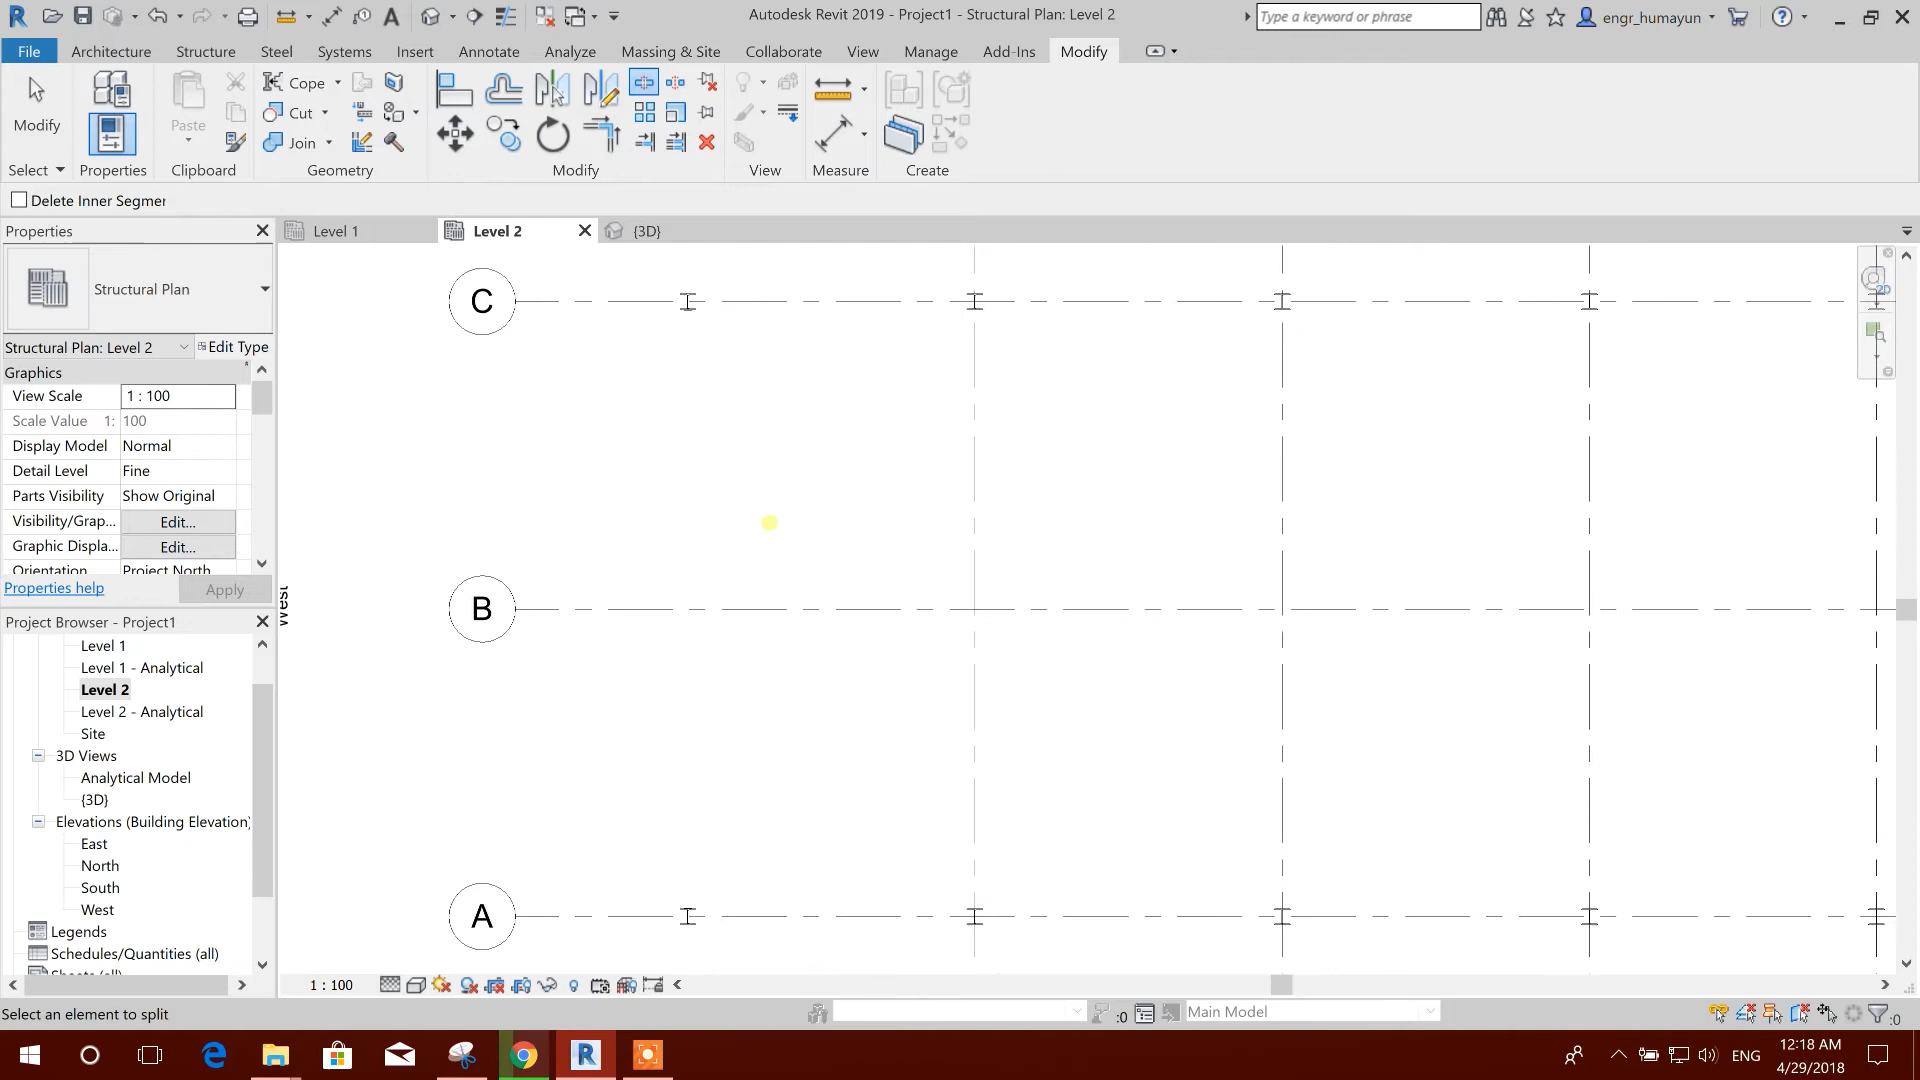 Autodesk Revit 2019 - Project1 - Structural Plan: Level 2
Type a keyword or phrase
engr_humayun
File Architecture Structure Steel Systems Insert Annotate Analyze Massing & Site Collaborate View Manage Add-Ins Modify
Modify
Paste
Cope
Cut
Join
Select Properties Clipboard Geometry Modify View Measure Create
Delete Inner Segmer
Properties
Level 1 Level 2 {3D}
Structural Plan
Structural Plan: Level 2 Edit Type
Graphics
View Scale 1 : 100
Scale Value 1: 100
Display Model Normal
Detail Level Fine
Parts Visibility Show Original
Visibility/Grap... Edit...
Graphic Displa... Edit...
Orientation Project North
Properties help Apply
Project Browser - Project1
Level 1
Level 1 - Analytical
Level 2
Level 2 - Analytical
Site
3D Views
Analytical Model
{3D}
Elevations (Building Elevation)
East
North
South
West
Legends
Schedules/Quantities (all)
Sheets (all)
West
C
B
A
2D
1 : 100
Select an element to split
:0
Main Model
:0
12:18 AM
ENG
4/29/2018